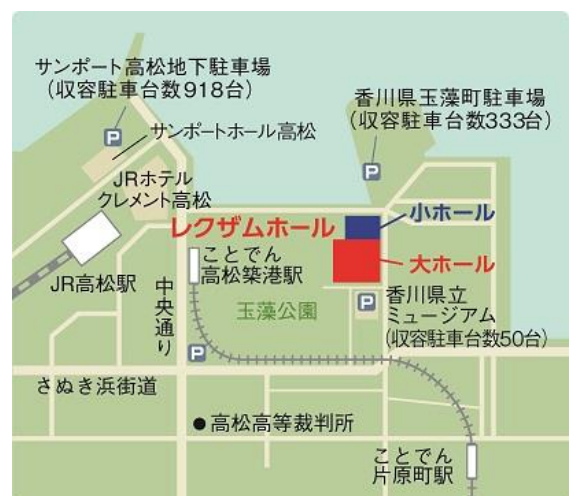 サンポート高松地下駐車場
(収容駐車台数918台)
P
サンポートホール高松
香川県玉藻町駐車場
(収容駐車台数333台)
P
JRホテル
クレメント高松
レクザムホール
小ホール
大ホール
JR高松駅
ことでん
高松築港駅
中央通り
玉藻公園
P
香川県立
ミュージアム
(収容駐車台数50台)
P
さぬき浜街道
高松高等裁判所
ことでん
片原町駅